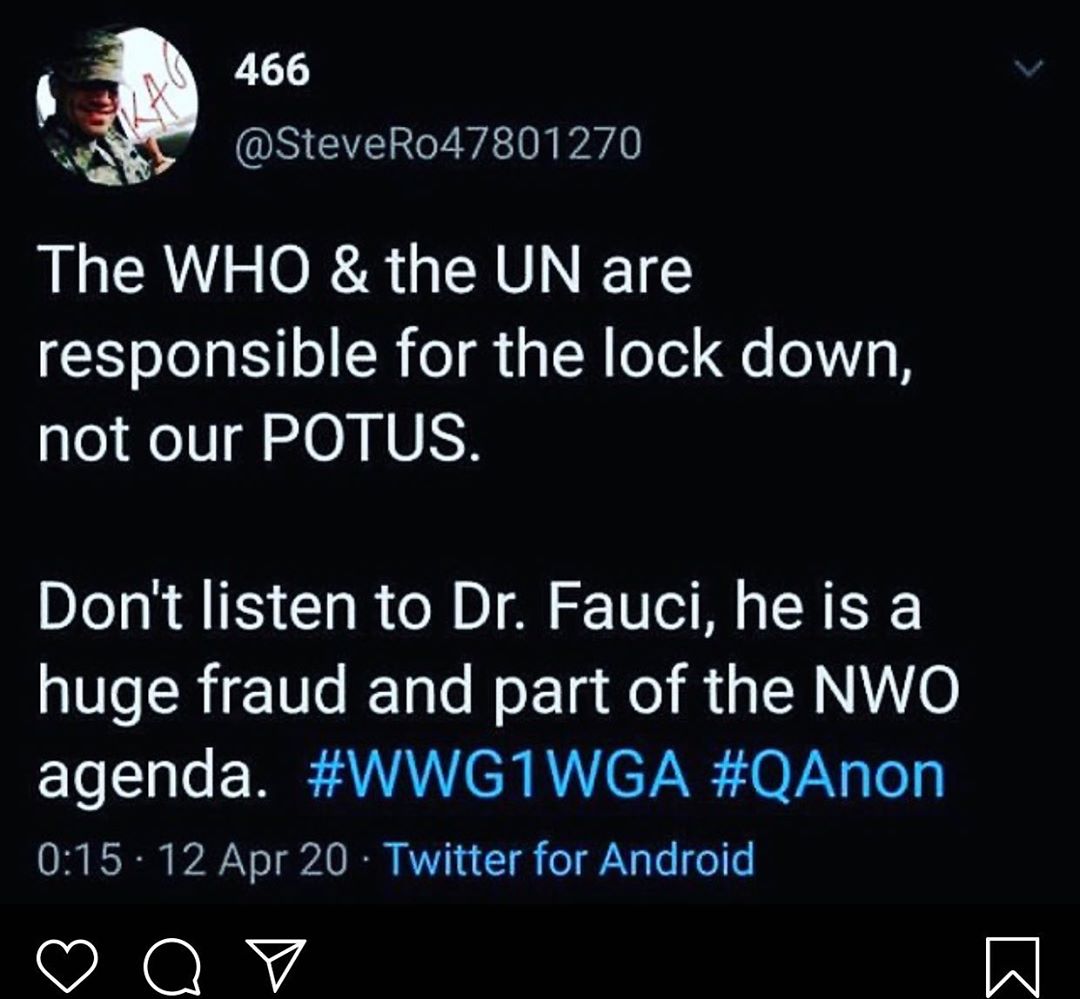 466
@SteveRo47801270
KAG
The WHO & the UN are
responsible for the lock down,
not our POTUS.
Don't listen to Dr. Fauci, he is a
huge fraud and part of the NWO
agenda. #WWG1WGA #QAnon
0:15 · 12 Apr 20 · Twitter for Android